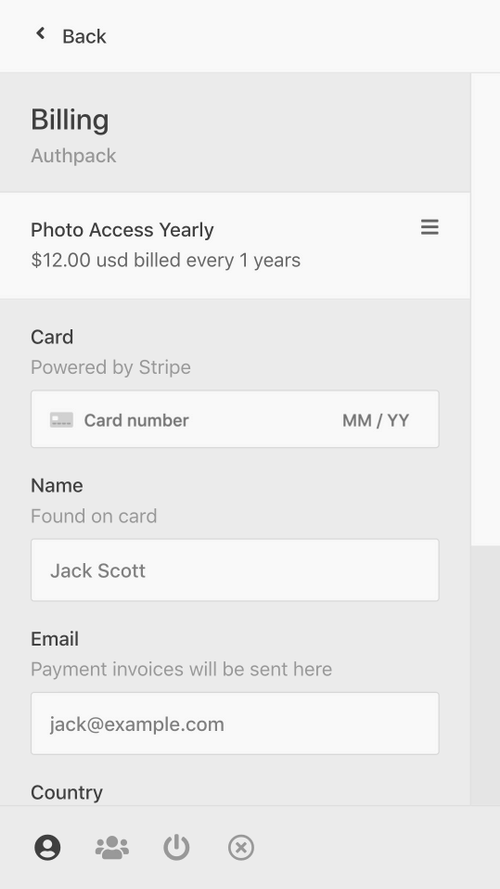 Back
Billing
Authpack
Photo Access Yearly
$12.00 usd billed every 1 years
Card
Powered by Stripe
Card number MM / YY
Name
Found on card
Jack Scott
Email
Payment invoices will be sent here
jack@example.com
Country